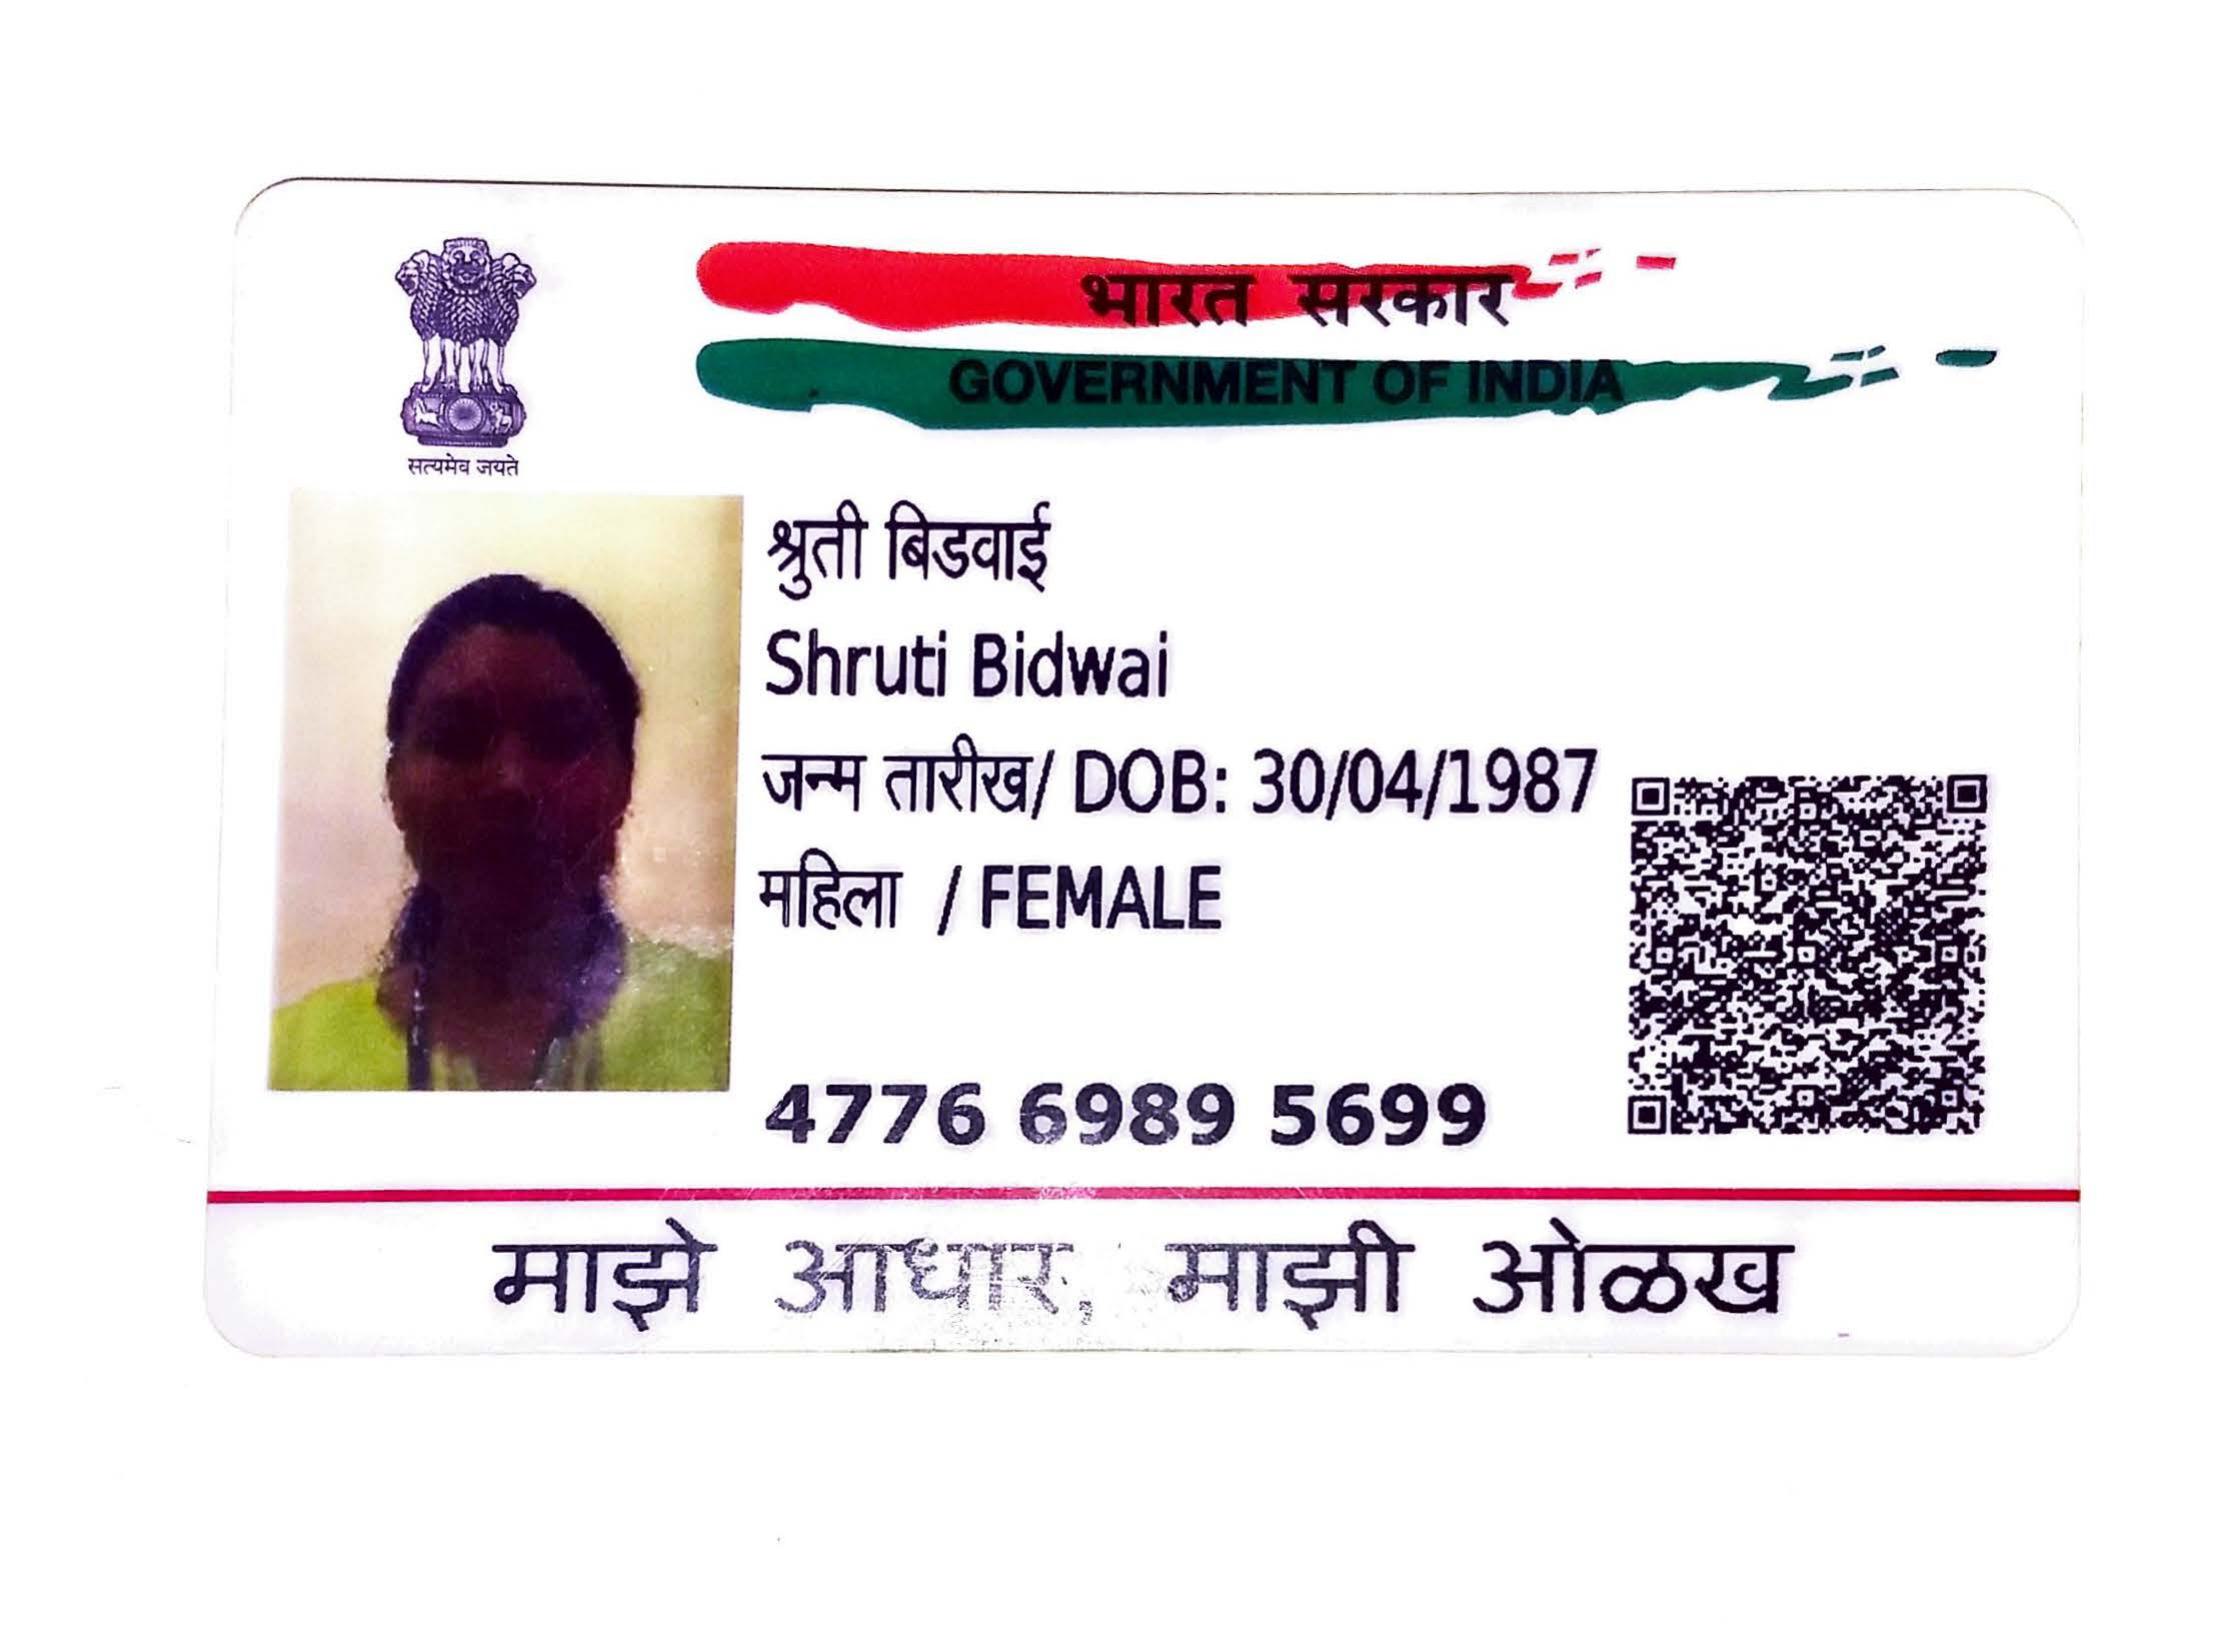 भारत सरकार
GOVERNMENT OF INDIA
सत्यमेव जयते
श्रुती बिडवाई
Shruti Bidwai
जन्म तारीख/ DOB: 30/04/1987
महिला / FEMALE
4776 6989 5699
माझे आधार, माझी ओळख